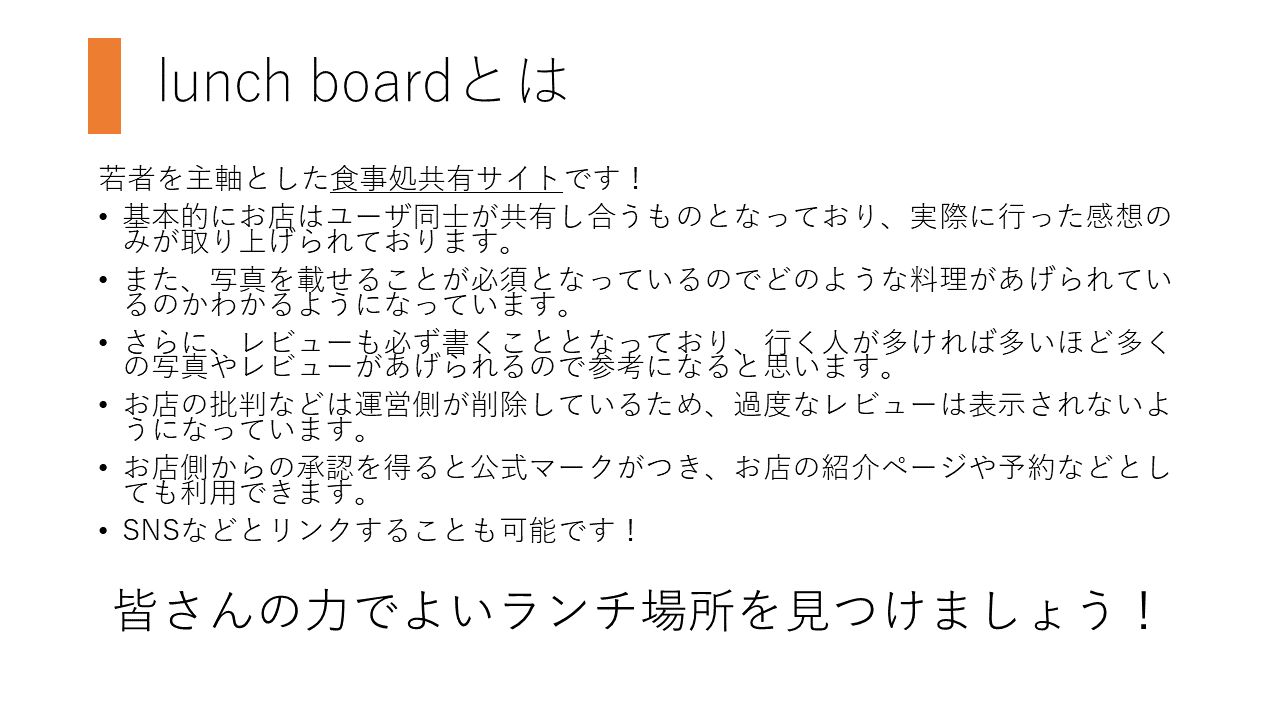 lunch boardとは
若者を主軸とした食事処共有サイトです！
• 基本的にお店はユーザ同士が共有し合うものとなっており、実際に行った感想の
みが取り上げられております。
• また、写真を載せることが必須となっているのでどのような料理があげられてい
るのかわかるようになっています。
• さらに、レビューも必ず書くこととなっており、行く人が多ければ多いほど多く
の写真やレビューがあげられるので参考になると思います。
• お店の批判などは運営側が削除しているため、過度なレビューは表示されないよ
うになっています。
• お店側からの承認を得ると公式マークがつき、お店の紹介ページや予約などとし
ても利用できます。
• SNSなどとリンクすることも可能です！
皆さんの力でよいランチ場所を見つけましょう！